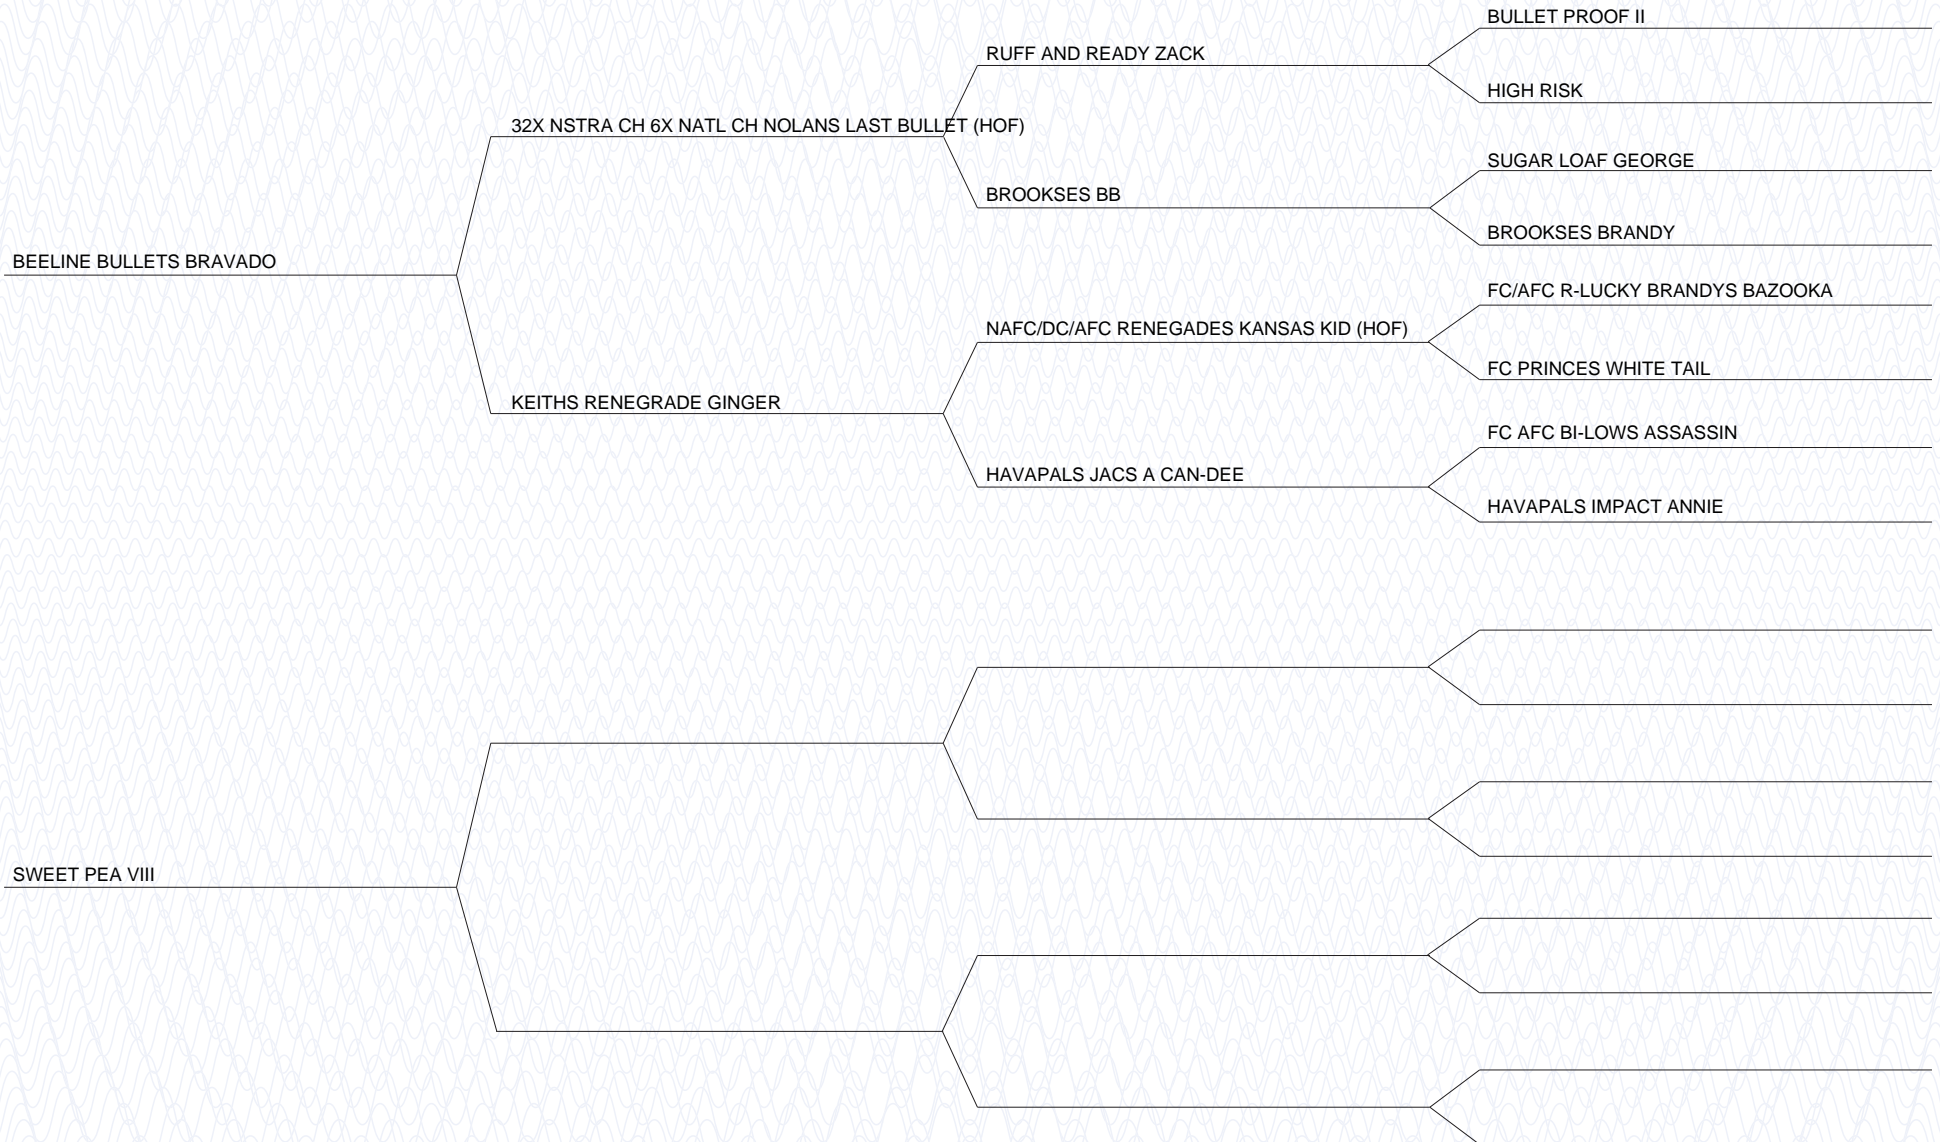 BULLET PROOF II
RUFF AND READY ZACK
HIGH RISK
32X NSTRA CH 6X NATL CH NOLANS LAST BULLET (HOF)
SUGAR LOAF GEORGE
BROOKSES BB
BROOKSES BRANDY
BEELINE BULLETS BRAVADO
FC/AFC R-LUCKY BRANDYS BAZOOKA
NAFC/DC/AFC RENEGADES KANSAS KID (HOF)
FC PRINCES WHITE TAIL
KEITHS RENEGRADE GINGER
FC AFC BI-LOWS ASSASSIN
HAVAPALS JACS A CAN-DEE
HAVAPALS IMPACT ANNIE
SWEET PEA VIII